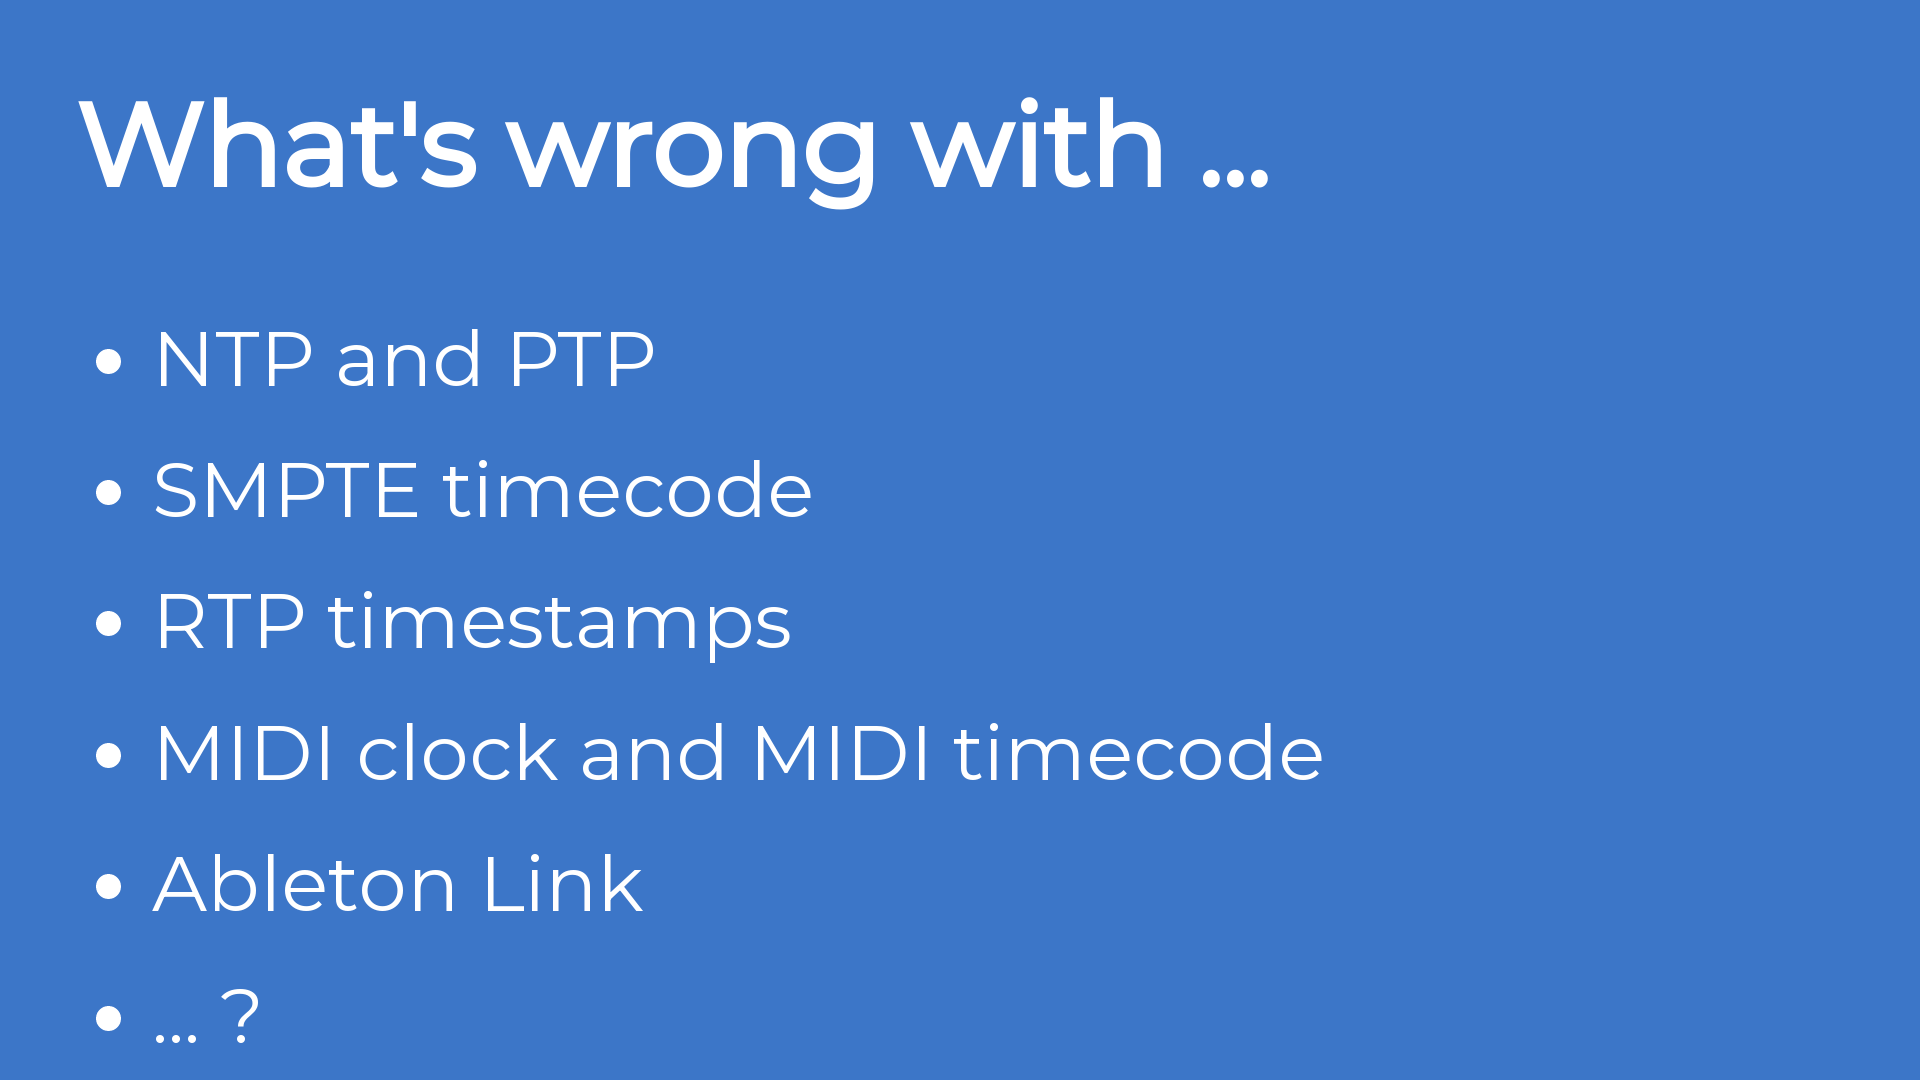 What's wrong with ...
• NTP and PTP
• SMPTE timecode
• RTP timestamps
• MIDI clock and MIDI timecode
• Ableton Link
• ... ?